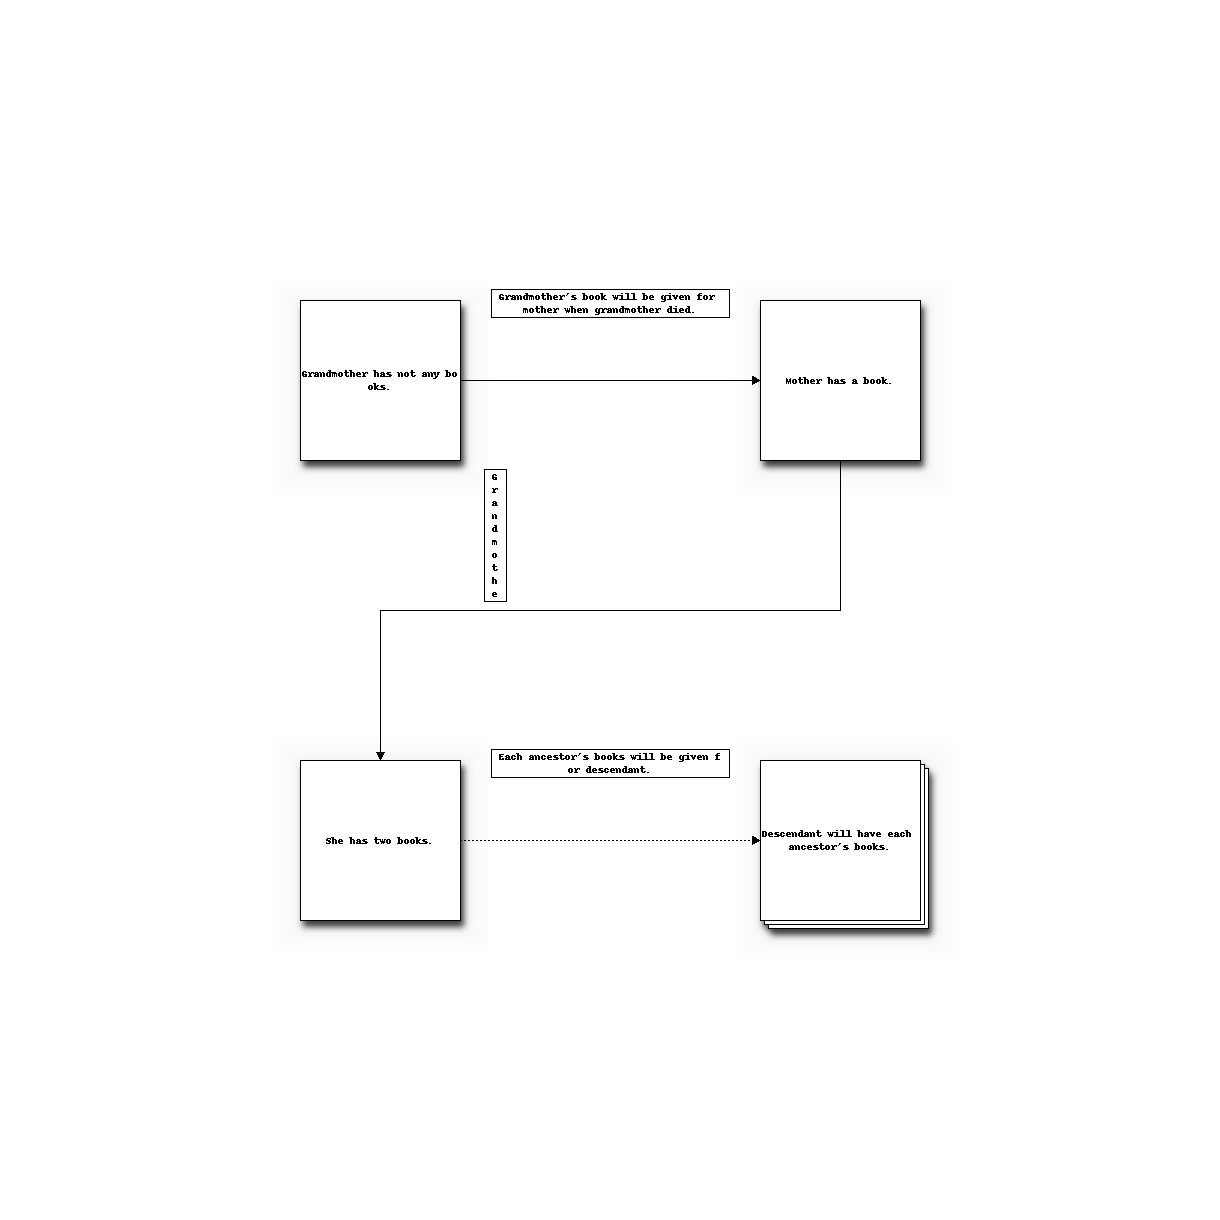 Grandmother's book will be given for
mother when grandmother died.
Grandmother has not any bo
oks.
Mother has a book.
G
r
a
n
d
m
o
t
h
e
Each ancestor's books will be given f
or descendant.
She has two books.
Descendant will have each
ancestor's books.